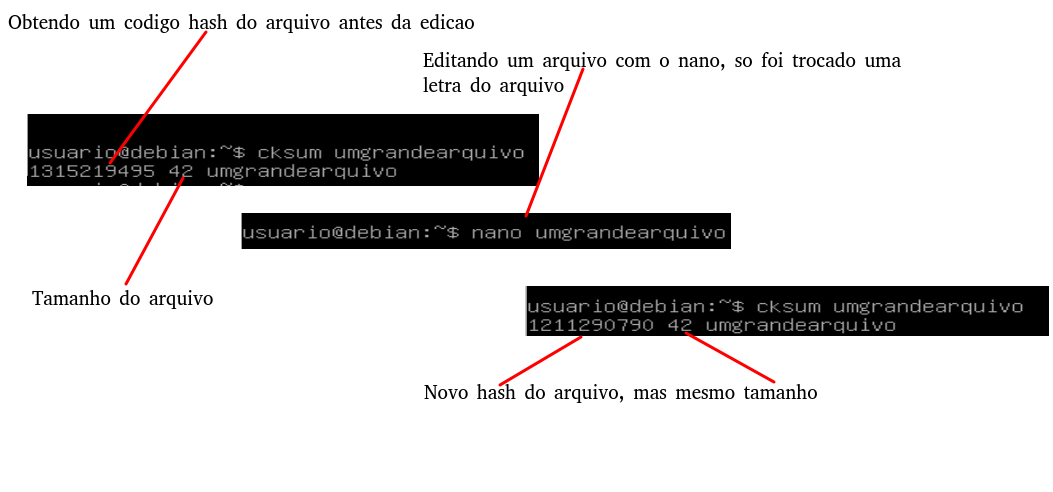 Obtendo um codigo hash do arquivo antes da edicao
Editando um arquivo com o nano, so foi trocado uma
letra do arquivo
usuario@debian:~$ cksum umgrandearquivo
1315219495 42 umgrandearquivo
usuario@debian:~$ nano umgrandearquivo
Tamanho do arquivo
usuario@debian:~$ cksum umgrandearquivo
1211290790 42 umgrandearquivo
Novo hash do arquivo, mas mesmo tamanho